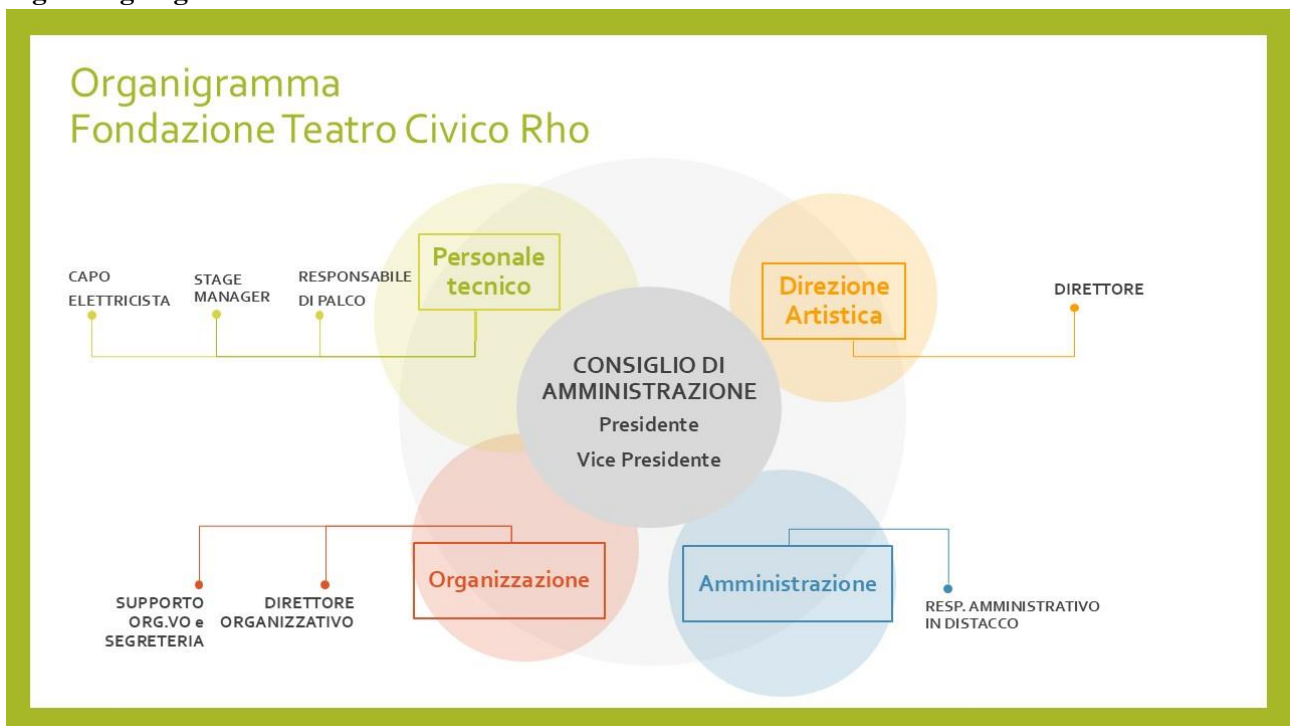 Organigramma
Fondazione Teatro Civico Rho
Personale
tecnico
CAPO
ELETTRICISTA
STAGE
MANAGER
RESPONSABILE
DI PALCO
Direzione
Artistica
DIRETTORE
CONSIGLIO DI
AMMINISTRAZIONE
Presidente
Vice Presidente
Organizzazione
SUPPORTO
ORG.VO e
SEGRETERIA
DIRETTORE
ORGANIZZATIVO
Amministrazione
RESP. AMMINISTRATIVO
IN DISTACCO